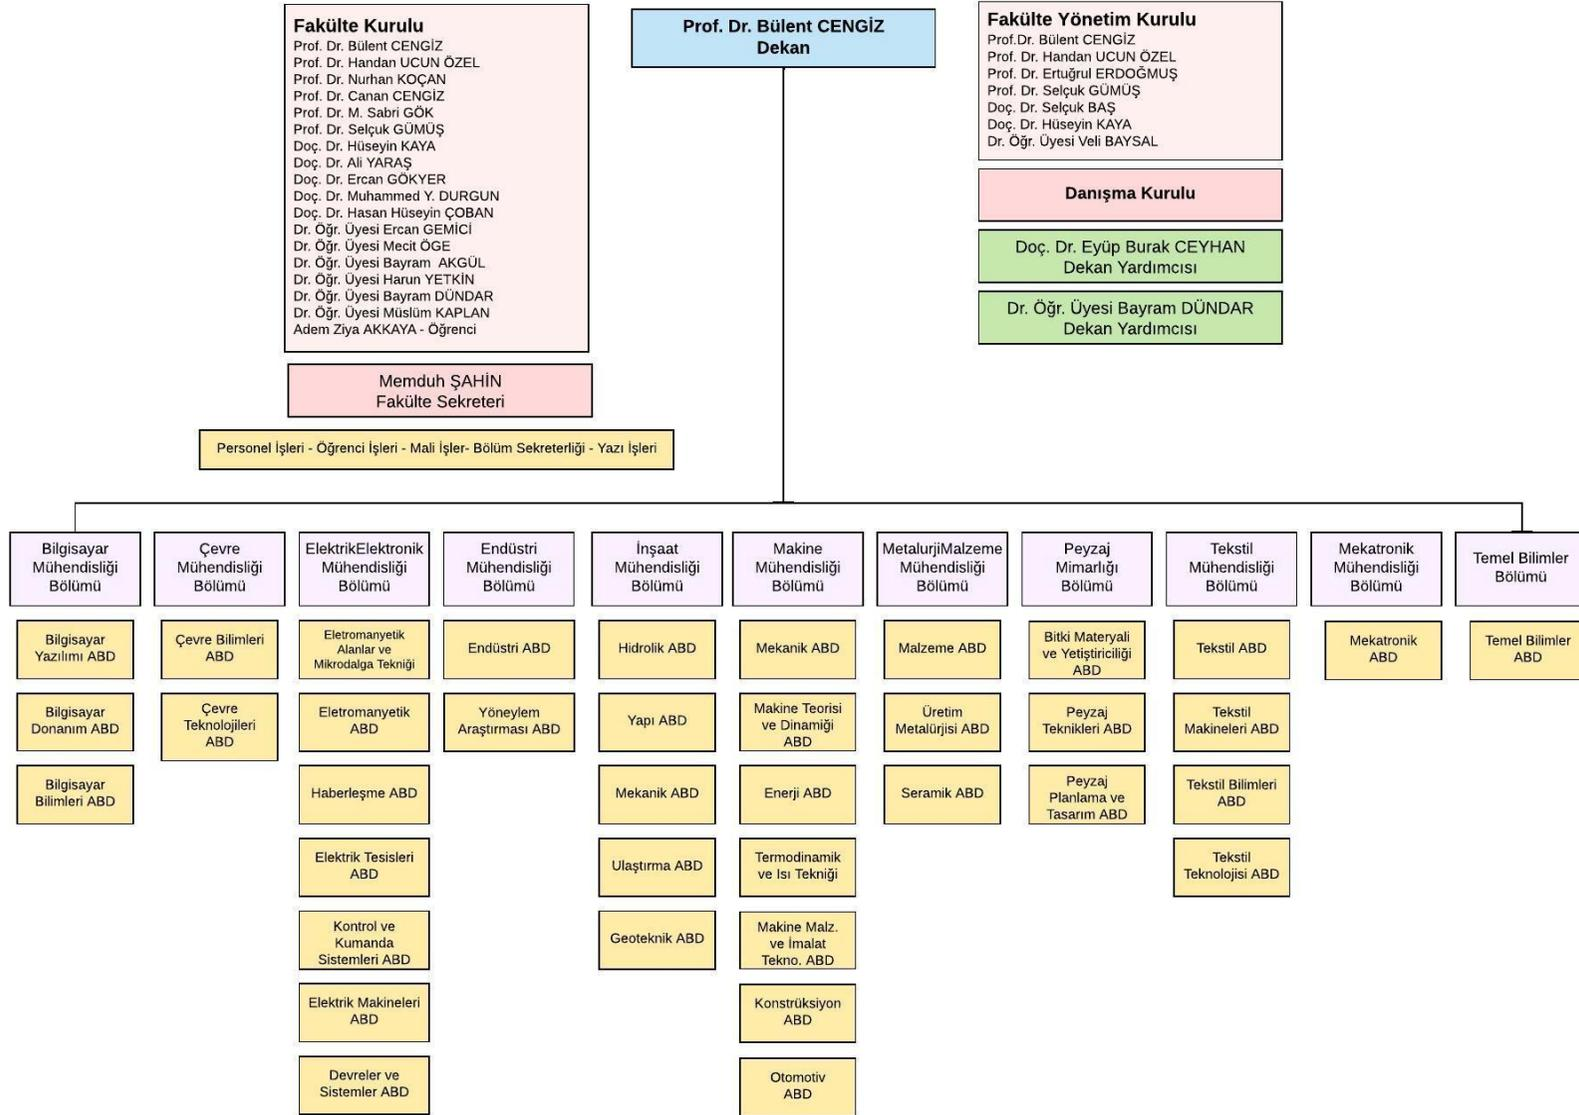 Fakülte Kurulu
Prof. Dr. Bülent CENGİZ
Prof. Dr. Handan UCUN ÖZEL
Prof. Dr. Nurhan KOÇAN
Prof. Dr. Canan CENGİZ
Prof. Dr. M. Sabri GÖK
Prof. Dr. Selçuk GÜMÜŞ
Doç. Dr. Hüseyin KAYA
Doç. Dr. Ali YARAŞ
Doç. Dr. Ercan GÖKYER
Doç. Dr. Muhammed Y. DURGUN
Doç. Dr. Hasan Hüseyin ÇOBAN
Dr. Öğr. Üyesi Ercan GEMİCİ
Dr. Öğr. Üyesi Mecit ÖGE
Dr. Öğr. Üyesi Bayram AKGÜL
Dr. Öğr. Üyesi Harun YETKİN
Dr. Öğr. Üyesi Bayram DÜNDAR
Dr. Öğr. Üyesi Müslüm KAPLAN
Adem Ziya AKKAYA - Öğrenci
Prof. Dr. Bülent CENGİZ
Dekan
Fakülte Yönetim Kurulu
Prof.Dr. Bülent CENGİZ
Prof. Dr. Handan UCUN ÖZEL
Prof. Dr. Ertuğrul ERDOĞMUŞ
Prof. Dr. Selçuk GÜMÜŞ
Doç. Dr. Selçuk BAŞ
Doç. Dr. Hüseyin KAYA
Dr. Öğr. Üyesi Veli BAYSAL
Danışma Kurulu
Doç. Dr. Eyüp Burak CEYHAN
Dekan Yardımcısı
Dr. Öğr. Üyesi Bayram DÜNDAR
Dekan Yardımcısı
Memduh ŞAHİN
Fakülte Sekreteri
Personel İşleri - Öğrenci İşleri - Mali İşler- Bölüm Sekreterliği - Yazı İşleri
Bilgisayar
Mühendisliği
Bölümü
Bilgisayar
Yazılımı ABD
Bilgisayar
Donanım ABD
Bilgisayar
Bilimleri ABD
Çevre
Mühendisliği
Bölümü
Çevre Bilimleri
ABD
Çevre
Teknolojileri
ABD
ElektrikElektronik
Mühendisliği
Bölümü
Eletromanyetik
Alanlar ve
Mikrodalga Tekniği
Eletromanyetik
ABD
Haberleşme ABD
Elektrik Tesisleri
ABD
Kontrol ve
Kumanda
Sistemleri ABD
Elektrik Makineleri
ABD
Devreler ve
Sistemler ABD
Endüstri
Mühendisliği
Bölümü
Endüstri ABD
Yöneylem
Araştırması ABD
İnşaat
Mühendisliği
Bölümü
Hidrolik ABD
Yapı ABD
Mekanik ABD
Ulaştırma ABD
Geoteknik ABD
Makine
Mühendisliği
Bölümü
Mekanik ABD
Makine Teorisi
ve Dinamiği
ABD
Enerji ABD
Termodinamik
ve Isı Tekniği
Makine Malz.
ve İmalat
Tekno. ABD
Konstrüksiyon
ABD
Otomotiv
ABD
MetalurjiMalzeme
Mühendisliği
Bölümü
Malzeme ABD
Üretim
Metalürjisi ABD
Seramik ABD
Peyzaj
Mimarlığı
Bölümü
Bitki Materyali
ve Yetiştiriciliği
ABD
Peyzaj
Teknikleri ABD
Peyzaj
Planlama ve
Tasarım ABD
Tekstil
Mühendisliği
Bölümü
Tekstil ABD
Tekstil
Makineleri ABD
Tekstil Bilimleri
ABD
Tekstil
Teknolojisi ABD
Mekatronik
Mühendisliği
Bölümü
Mekatronik
ABD
Temel Bilimler
Bölümü
Temel Bilimler
ABD